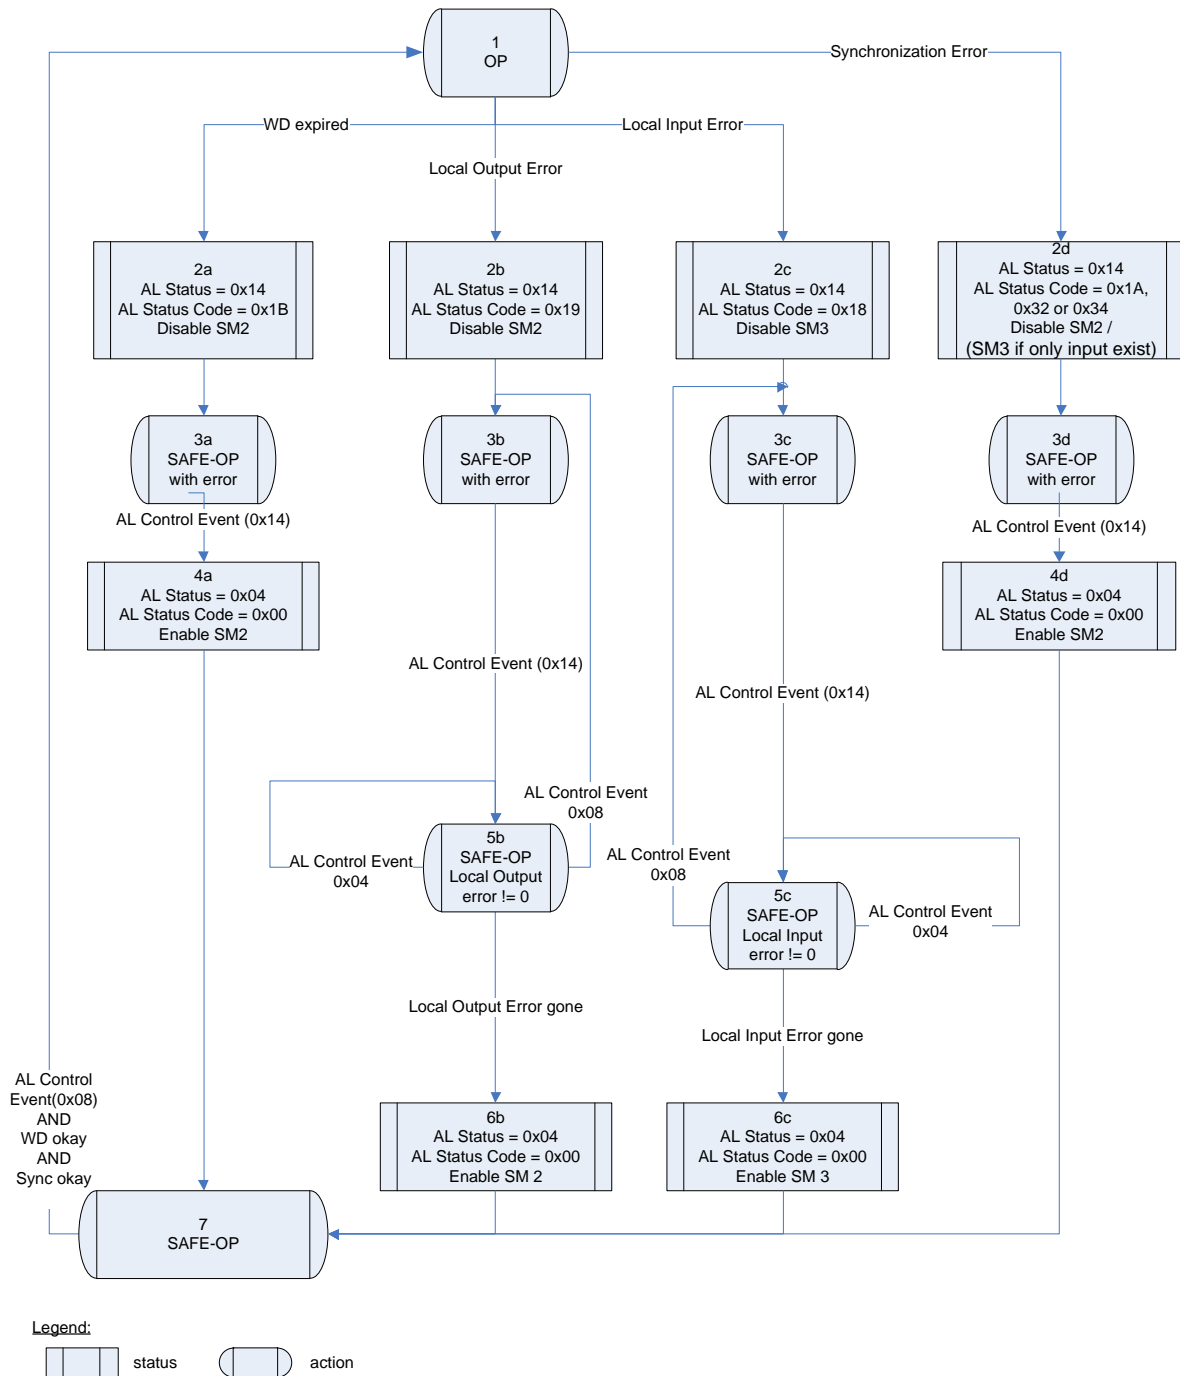 1
OP
Synchronization Error
WD expired
Local Input Error
Local Output Error
2a
AL Status = 0x14
AL Status Code = 0x1B
Disable SM2
2b
AL Status = 0x14
AL Status Code = 0x19
Disable SM2
2c
AL Status = 0x14
AL Status Code = 0x18
Disable SM3
2d
AL Status = 0x14
AL Status Code = 0x1A,
0x32 or 0x34
Disable SM2 /
(SM3 if only input exist)
3a
SAFE-OP
with error
3b
SAFE-OP
with error
3c
SAFE-OP
with error
3d
SAFE-OP
with error
AL Control Event (0x14)
AL Control Event (0x14)
4a
AL Status = 0x04
AL Status Code = 0x00
Enable SM2
4d
AL Status = 0x04
AL Status Code = 0x00
Enable SM2
AL Control Event (0x14)
AL Control Event (0x14)
AL Control Event
0x08
AL Control Event
0x04
5b
SAFE-OP
Local Output
error != 0
AL Control Event
0x08
5c
SAFE-OP
Local Input
error != 0
AL Control Event
0x04
Local Output Error gone
Local Input Error gone
AL Control
Event(0x08)
AND
WD okay
AND
Sync okay
6b
AL Status = 0x04
AL Status Code = 0x00
Enable SM 2
6c
AL Status = 0x04
AL Status Code = 0x00
Enable SM 3
7
SAFE-OP
Legend:
status
action